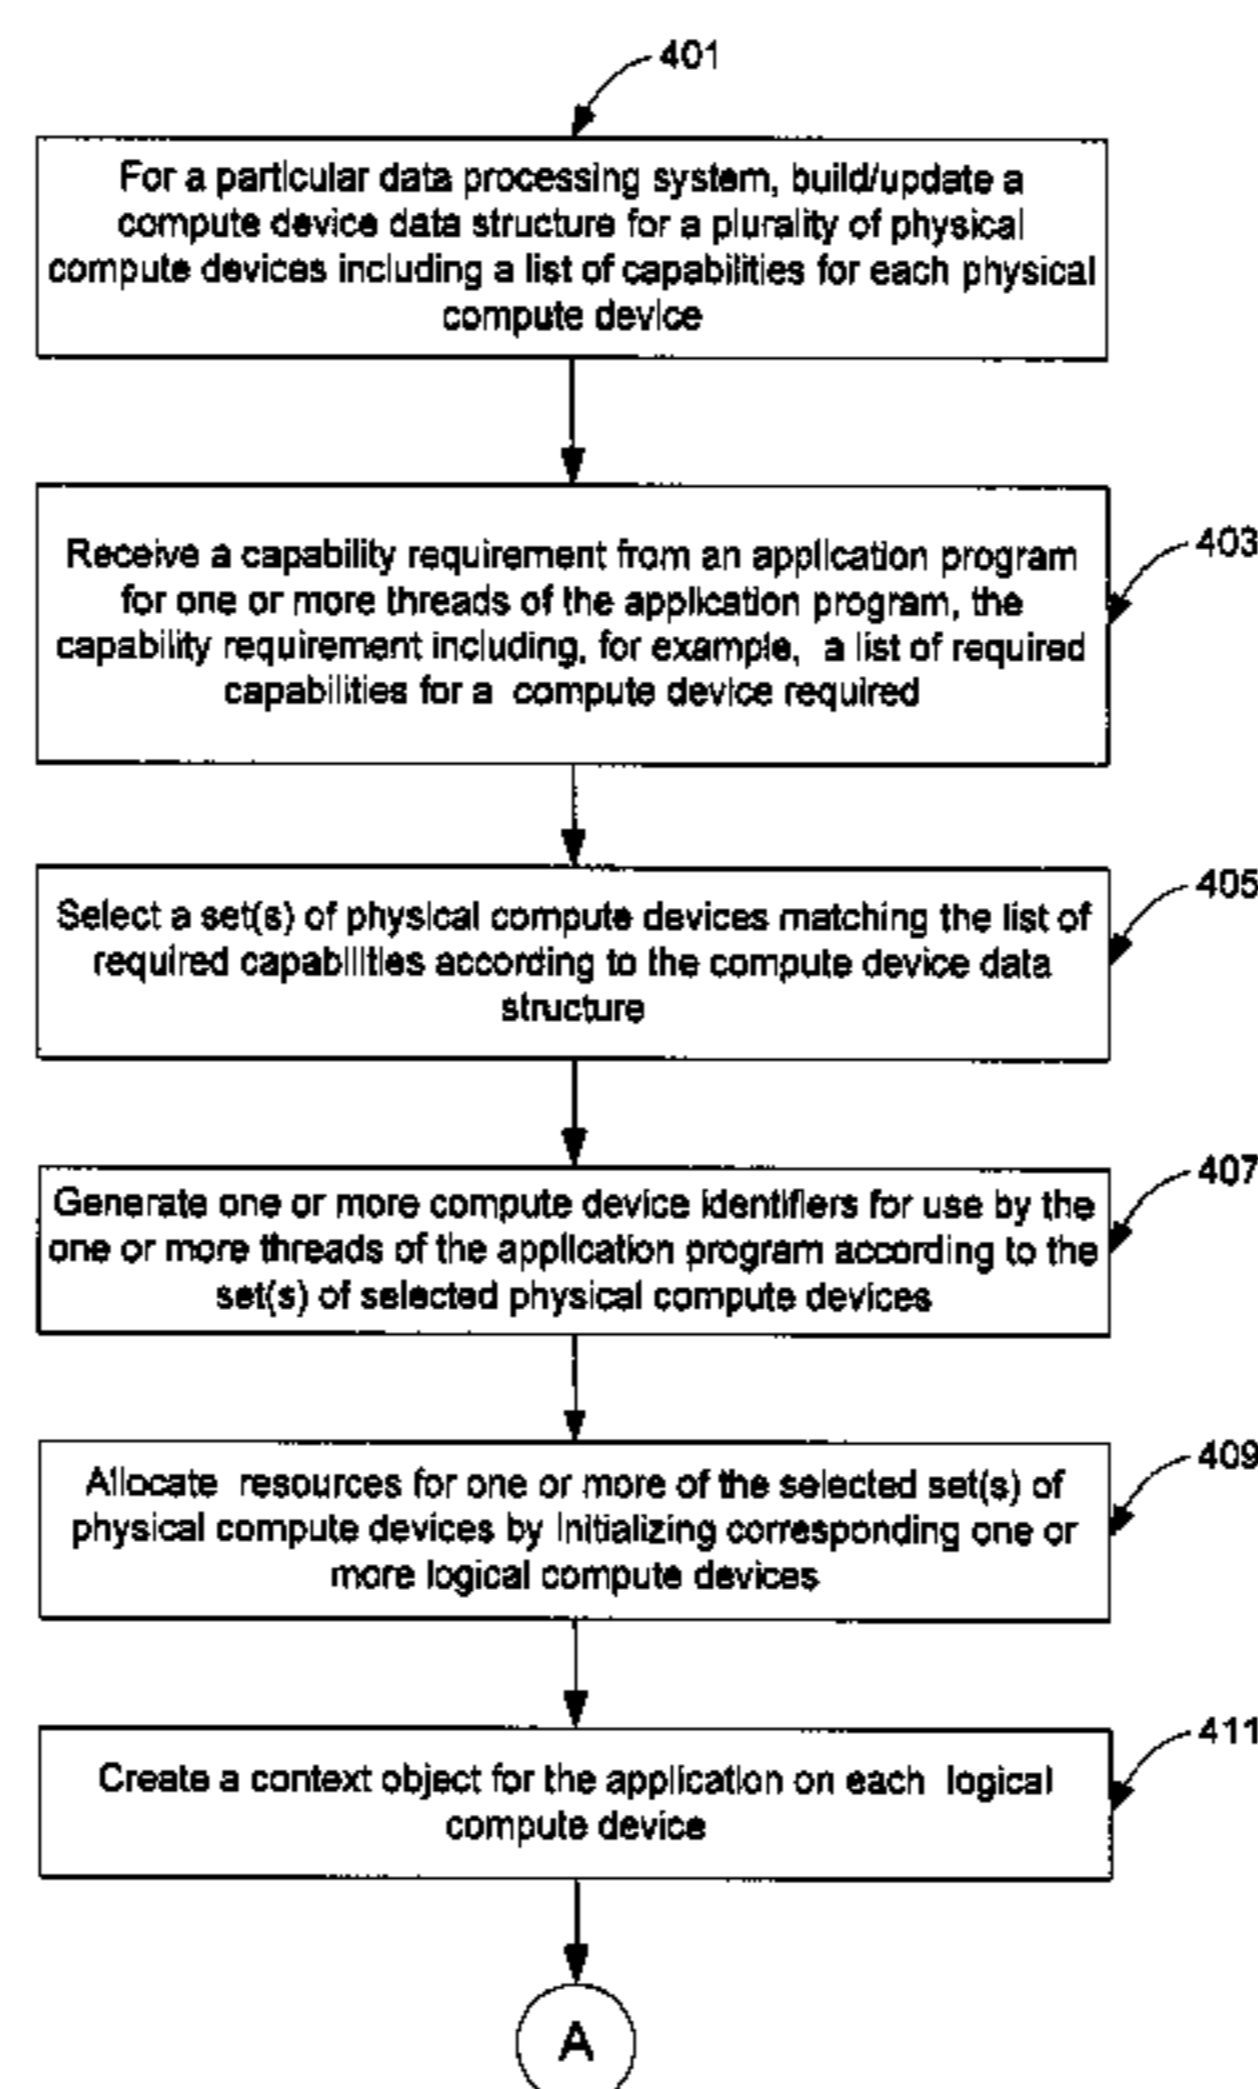 401
For a particular data processing system, build/update a
compute device data structure for a plurality of physical
compute devices including a list of capabilities for each physical
compute device
Receive a capability requirement from an application program
for one or more threads of the application program, the
capability requirement including, for example, a list of required
capabilities for a compute device required
403
Select a set(s) of physical compute devices matching the list of
required capabilities according to the compute device data
structure
405
Generate one or more compute device identifiers for use by the
one or more threads of the application program according to the
set(s) of selected physical compute devices
407
Allocate resources for one or more of the selected set(s) of
physical compute devices by Initializing corresponding one or
more logical compute devices
409
Create a context object for the application on each logical
compute device
411
A